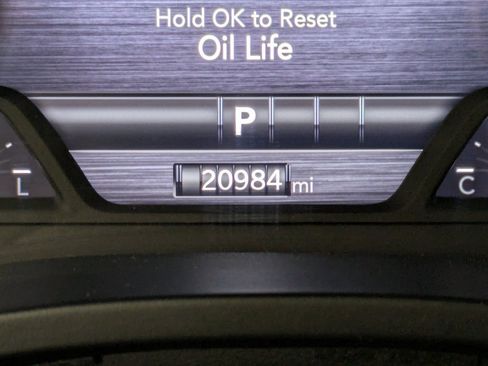 Hold OK to Reset
Oil Life
P
20984 mi
L
C